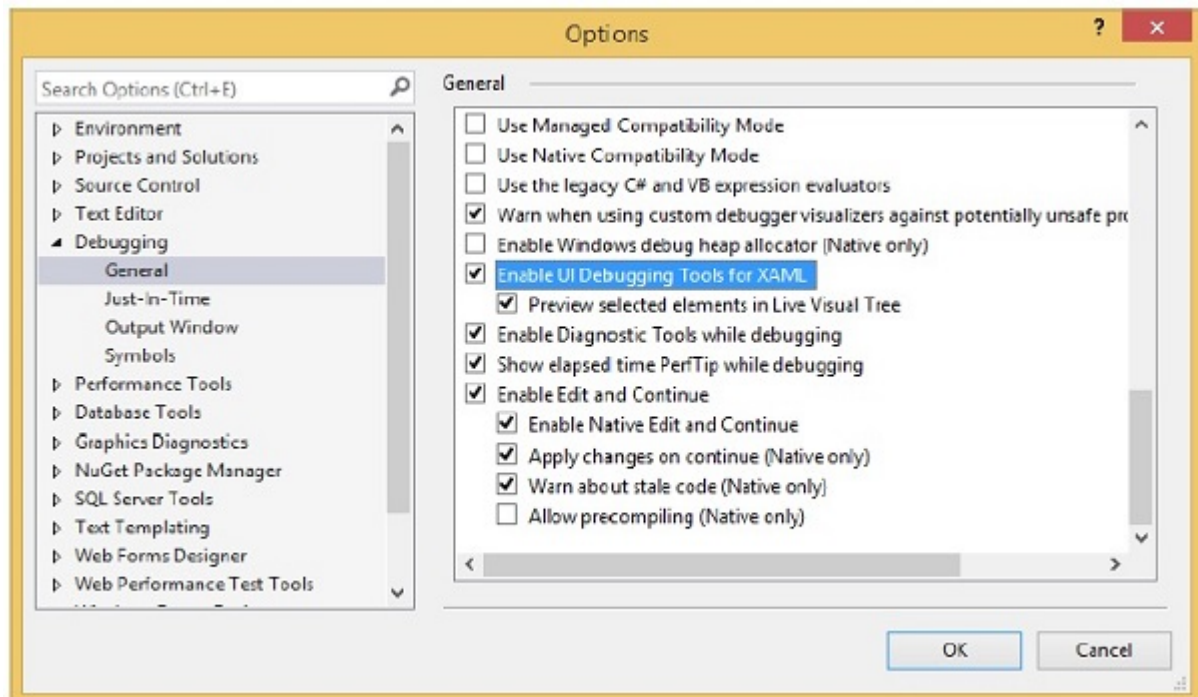 Options
?
Search Options (Ctrl+E)
Environment
Projects and Solutions
Source Control
Text Editor
Debugging
General
Just-In-Time
Output Window
Symbols
Performance Tools
Database Tools
Graphics Diagnostics
NuGet Package Manager
SQL Server Tools
Text Templating
Web Forms Designer
Web Performance Test Tools
General
Use Managed Compatibility Mode
Use Native Compatibility Mode
Use the legacy C# and VB expression evaluators
Warn when using custom debugger visualizers against potentially unsafe pro
Enable Windows debug heap allocator (Native only)
Enable UI Debugging Tools for XAML
Preview selected elements in Live Visual Tree
Enable Diagnostic Tools while debugging
Show elapsed time PerfTip while debugging
Enable Edit and Continue
Enable Native Edit and Continue
Apply changes on continue (Native only)
Warn about stale code (Native only)
Allow precompiling (Native only)
OK
Cancel